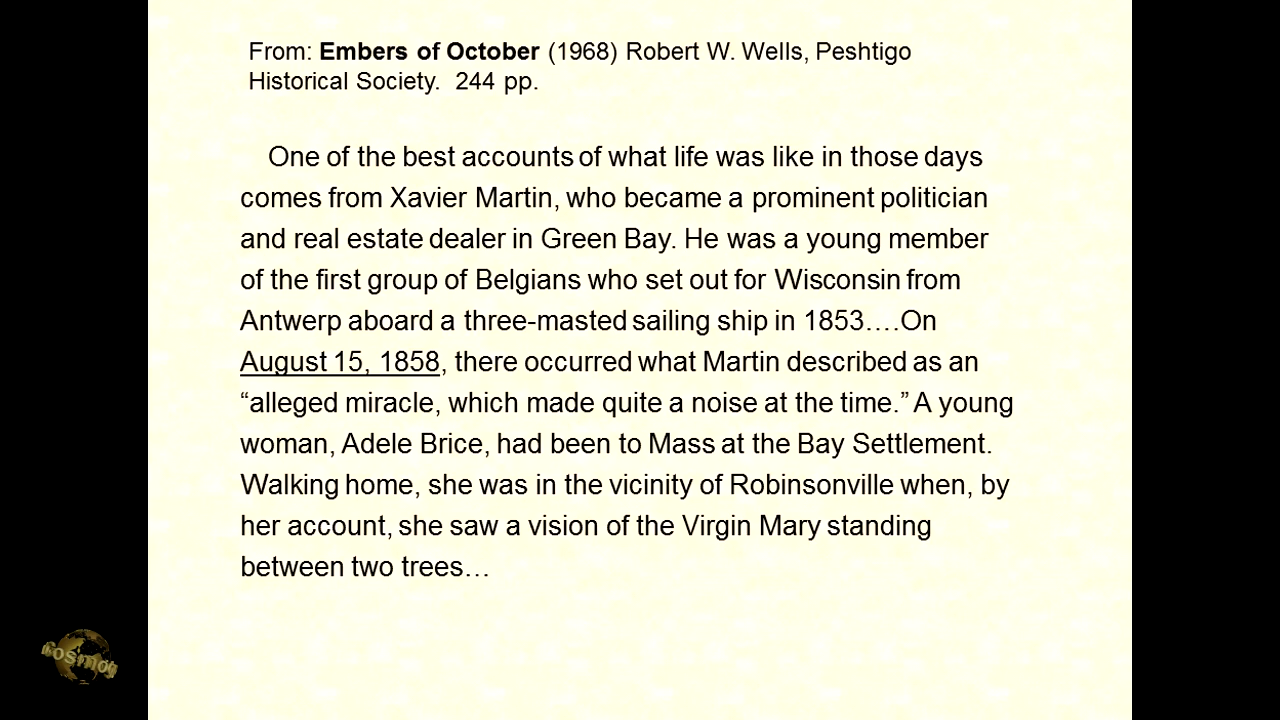 From: Embers of October (1968) Robert W. Wells, Peshtigo
Historical Society.  244 pp.
One of the best accounts of what life was like in those days
comes from Xavier Martin, who became a prominent politician
and real estate dealer in Green Bay. He was a young member
of the first group of Belgians who set out for Wisconsin from
Antwerp aboard a three-masted sailing ship in 1853….On
August 15, 1858, there occurred what Martin described as an
“alleged miracle, which made quite a noise at the time.” A young
woman, Adele Brice, had been to Mass at the Bay Settlement.
Walking home, she was in the vicinity of Robinsonville when, by
her account, she saw a vision of the Virgin Mary standing
between two trees…
Cosmos